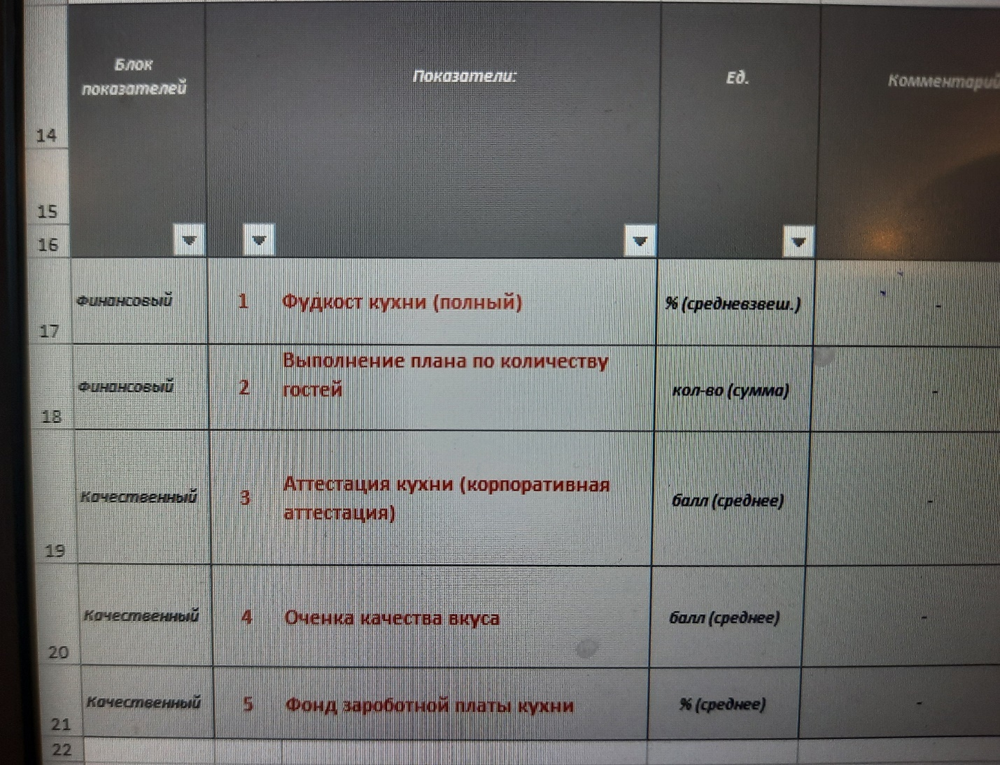 Блок
показателей
Показатели:
Ед.
Комментарий
14
15
16
17
Финансовый
1
Фудкост кухни (полный)
% (средневзвеш.)
-
18
Финансовый
2
Выполнение плана по количеству
гостей
кол-во (сумма)
-
19
Качественный
3
Аттестация кухни (корпоративная
аттестация)
балл (среднее)
-
20
Качественный
4
Оченка качества вкуса
балл (среднее)
-
21
Качественный
5
Фонд зароботной платы кухни
% (среднее)
-
22